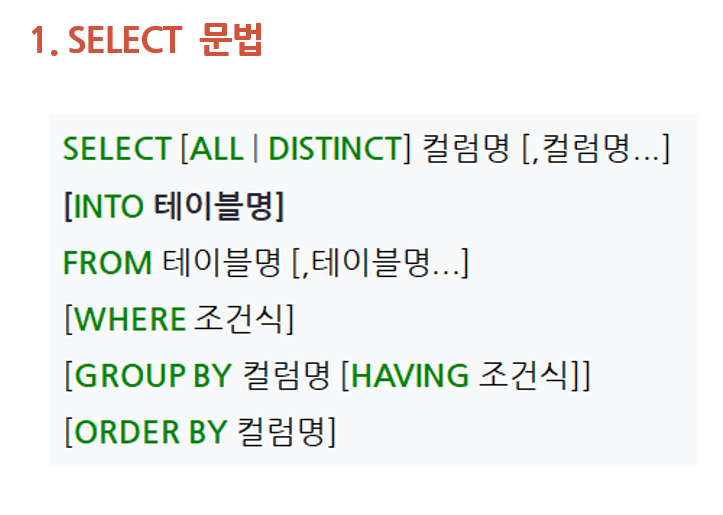 1. SELECT 문법
SELECT [ALL | DISTINCT] 컬럼명 [,컬럼명...]
[INTO 테이블명]
FROM 테이블명 [,테이블명...]
[WHERE 조건식]
[GROUP BY 컬럼명 [HAVING 조건식]]
[ORDER BY 컬럼명]